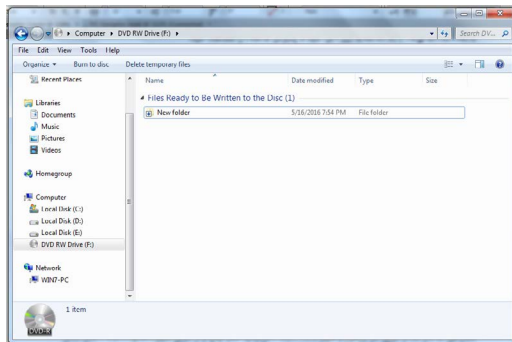 Computer ▸ DVD RW Drive (F:) ▸
Search DV...
File Edit View Tools Help
Organize Burn to disc Delete temporary files
Recent Places
Name Date modified Type Size
Files Ready to Be Written to the Disc (1)
New folder 5/16/2016 7:54 PM File folder
Libraries
Documents
Music
Pictures
Videos
Homegroup
Computer
Local Disk (C:)
Local Disk (D:)
Local Disk (E:)
DVD RW Drive (F:)
Network
WIN7-PC
1 item
DVD-R